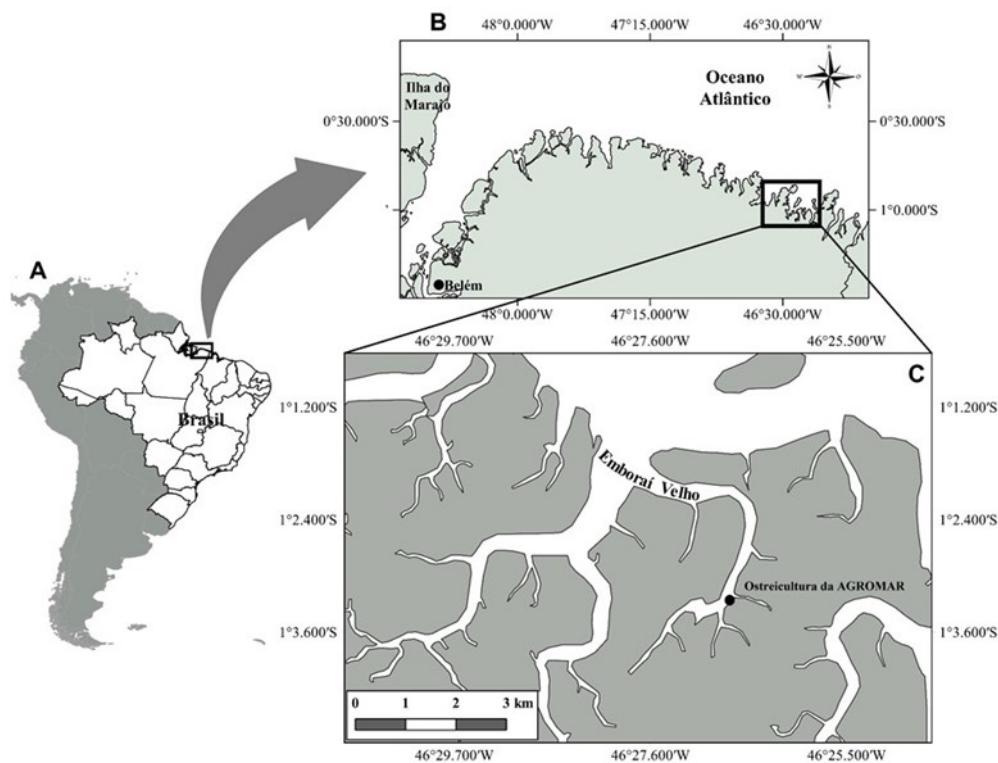 B
48°0.000'W 47°15.000'W 46°30.000'W
N
W O
S
Oceano
Atlântico
Ilha do
Marajó
0°30.000'S 0°30.000'S
1°0.000'S 1°0.000'S
Belém
48°0.000'W 47°15.000'W 46°30.000'W
A
Brasil
46°29.700'W 46°27.600'W 46°25.500'W
C
1°1.200'S 1°1.200'S
Emboraí Velho
1°2.400'S 1°2.400'S
Ostreicultura da AGROMAR
1°3.600'S 1°3.600'S
0 1 2 3 km
46°29.700'W 46°27.600'W 46°25.500'W